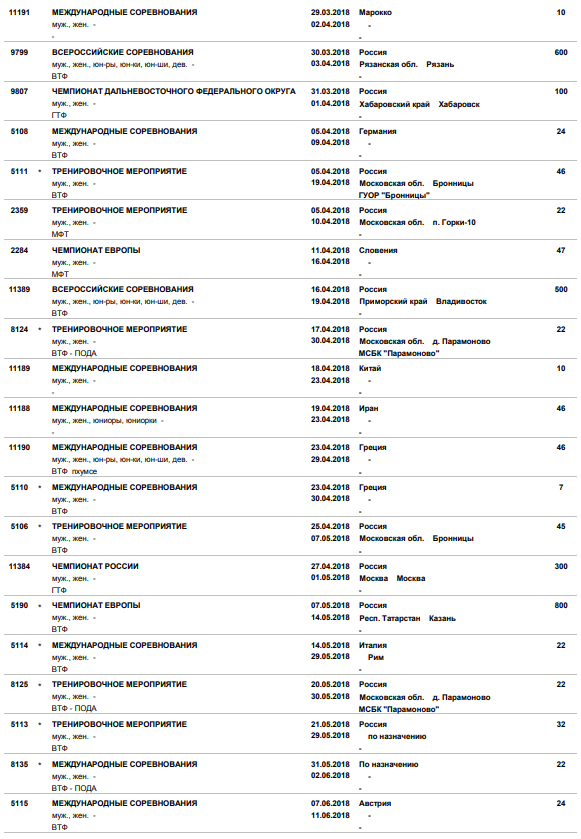 11191 МЕЖДУНАРОДНЫЕ СОРЕВНОВАНИЯ 29.03.2018 Марокко 10
муж., жен. - 02.04.2018 -
- -
9799 ВСЕРОССИЙСКИЕ СОРЕВНОВАНИЯ 30.03.2018 Россия 600
муж., жен., юн-ры, юн-ки, юн-ши, дев. - 03.04.2018 Рязанская обл. Рязань
ВТФ -
9807 ЧЕМПИОНАТ ДАЛЬНЕВОСТОЧНОГО ФЕДЕРАЛЬНОГО ОКРУГА 31.03.2018 Россия 100
муж., жен. - 01.04.2018 Хабаровский край Хабаровск
ГТФ -
5108 МЕЖДУНАРОДНЫЕ СОРЕВНОВАНИЯ 05.04.2018 Германия 24
муж., жен. - 09.04.2018 -
ВТФ -
5111 * ТРЕНИРОВОЧНОЕ МЕРОПРИЯТИЕ 05.04.2018 Россия 46
муж., жен. - 19.04.2018 Московская обл. Бронницы
ВТФ ГУОР "Бронницы"
2359 ТРЕНИРОВОЧНОЕ МЕРОПРИЯТИЕ 05.04.2018 Россия 22
муж., жен. - 10.04.2018 Московская обл. п. Горки-10
МФТ -
2284 ЧЕМПИОНАТ ЕВРОПЫ 11.04.2018 Словения 47
муж., жен. - 16.04.2018 -
МФТ -
11389 ВСЕРОССИЙСКИЕ СОРЕВНОВАНИЯ 16.04.2018 Россия 500
муж., жен., юн-ры, юн-ки, юн-ши, дев. - 19.04.2018 Приморский край Владивосток
ВТФ -
8124 * ТРЕНИРОВОЧНОЕ МЕРОПРИЯТИЕ 17.04.2018 Россия 22
муж., жен. - 30.04.2018 Московская обл. д. Парамоново
ВТФ - ПОДА МСБК "Парамоново"
11189 МЕЖДУНАРОДНЫЕ СОРЕВНОВАНИЯ 18.04.2018 Китай 10
муж., жен. - 23.04.2018 -
- -
11188 МЕЖДУНАРОДНЫЕ СОРЕВНОВАНИЯ 19.04.2018 Иран 46
муж., жен., юниоры, юниорки - 23.04.2018 -
- -
11190 МЕЖДУНАРОДНЫЕ СОРЕВНОВАНИЯ 23.04.2018 Греция 46
муж., жен., юн-ры, юн-ки, юн-ши, дев. - 29.04.2018 -
ВТФ пхумсе -
5110 * МЕЖДУНАРОДНЫЕ СОРЕВНОВАНИЯ 23.04.2018 Греция 7
муж., жен. - 30.04.2018 -
ВТФ -
5106 * ТРЕНИРОВОЧНОЕ МЕРОПРИЯТИЕ 25.04.2018 Россия 45
муж., жен. - 07.05.2018 Московская обл. Бронницы
ВТФ -
11384 ЧЕМПИОНАТ РОССИИ 27.04.2018 Россия 300
муж., жен. - 01.05.2018 Москва Москва
ГТФ -
5190 * ЧЕМПИОНАТ ЕВРОПЫ 07.05.2018 Россия 800
муж., жен. - 14.05.2018 Респ. Татарстан Казань
ВТФ -
5114 * МЕЖДУНАРОДНЫЕ СОРЕВНОВАНИЯ 14.05.2018 Италия 22
муж., жен. - 29.05.2018 Рим
ВТФ -
8125 * ТРЕНИРОВОЧНОЕ МЕРОПРИЯТИЕ 20.05.2018 Россия 22
муж., жен. - 30.05.2018 Московская обл. д. Парамоново
ВТФ - ПОДА МСБК "Парамоново"
5113 * ТРЕНИРОВОЧНОЕ МЕРОПРИЯТИЕ 21.05.2018 Россия 32
муж., жен. - 29.05.2018 по назначению
ВТФ -
8135 * МЕЖДУНАРОДНЫЕ СОРЕВНОВАНИЯ 31.05.2018 По назначению 22
муж., жен. - 02.06.2018 -
ВТФ - ПОДА -
5115 МЕЖДУНАРОДНЫЕ СОРЕВНОВАНИЯ 07.06.2018 Австрия 24
муж., жен. - 11.06.2018 -
ВТФ -